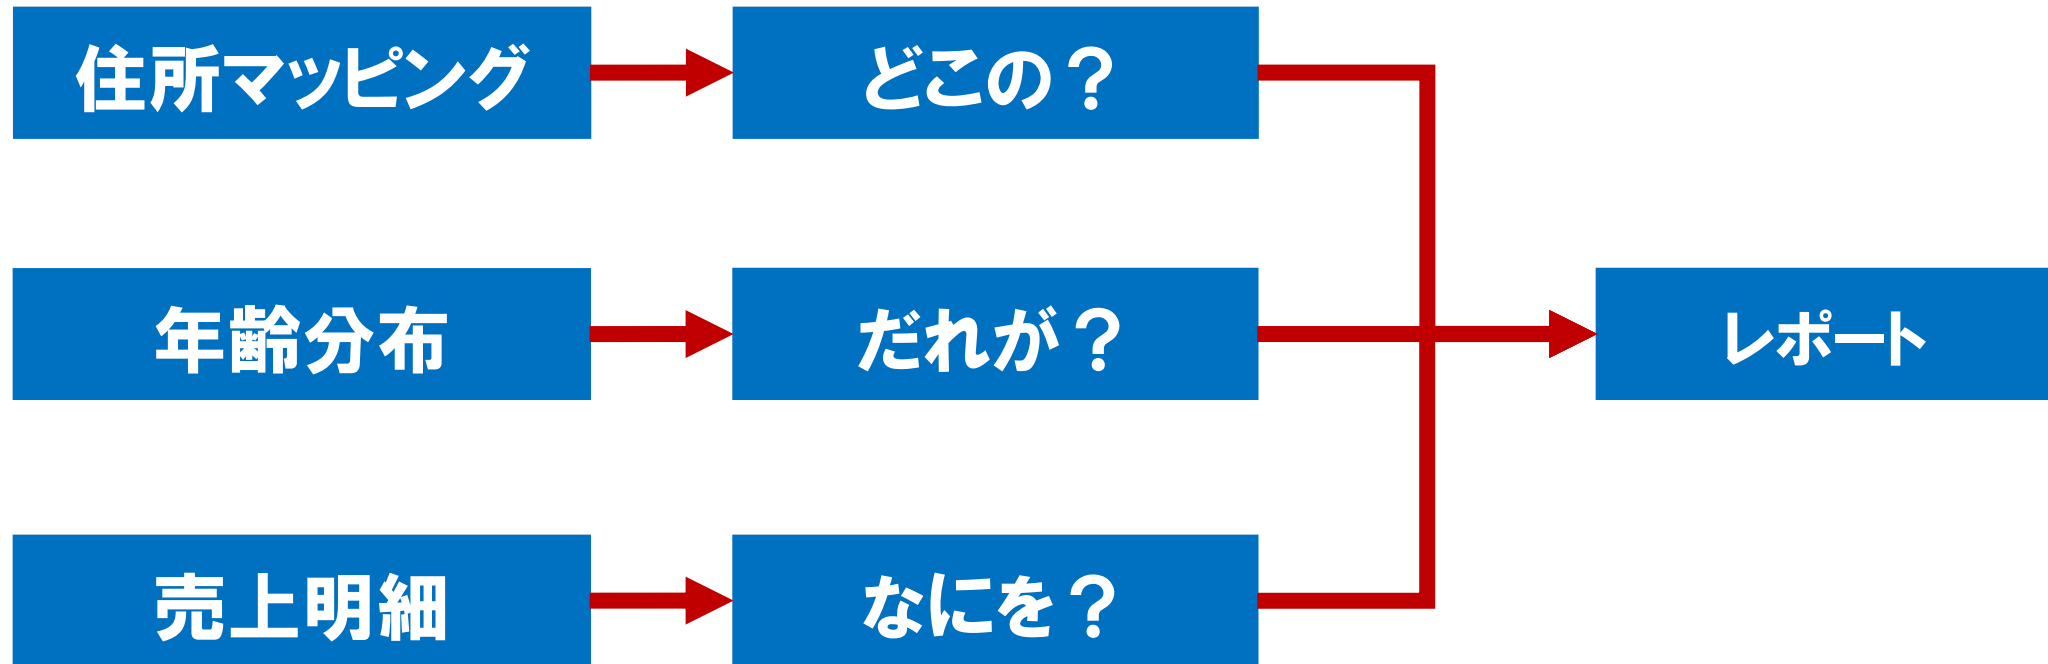 住所マッピング
どこの？
年齢分布
だれが？
レポート
売上明細
なにを？